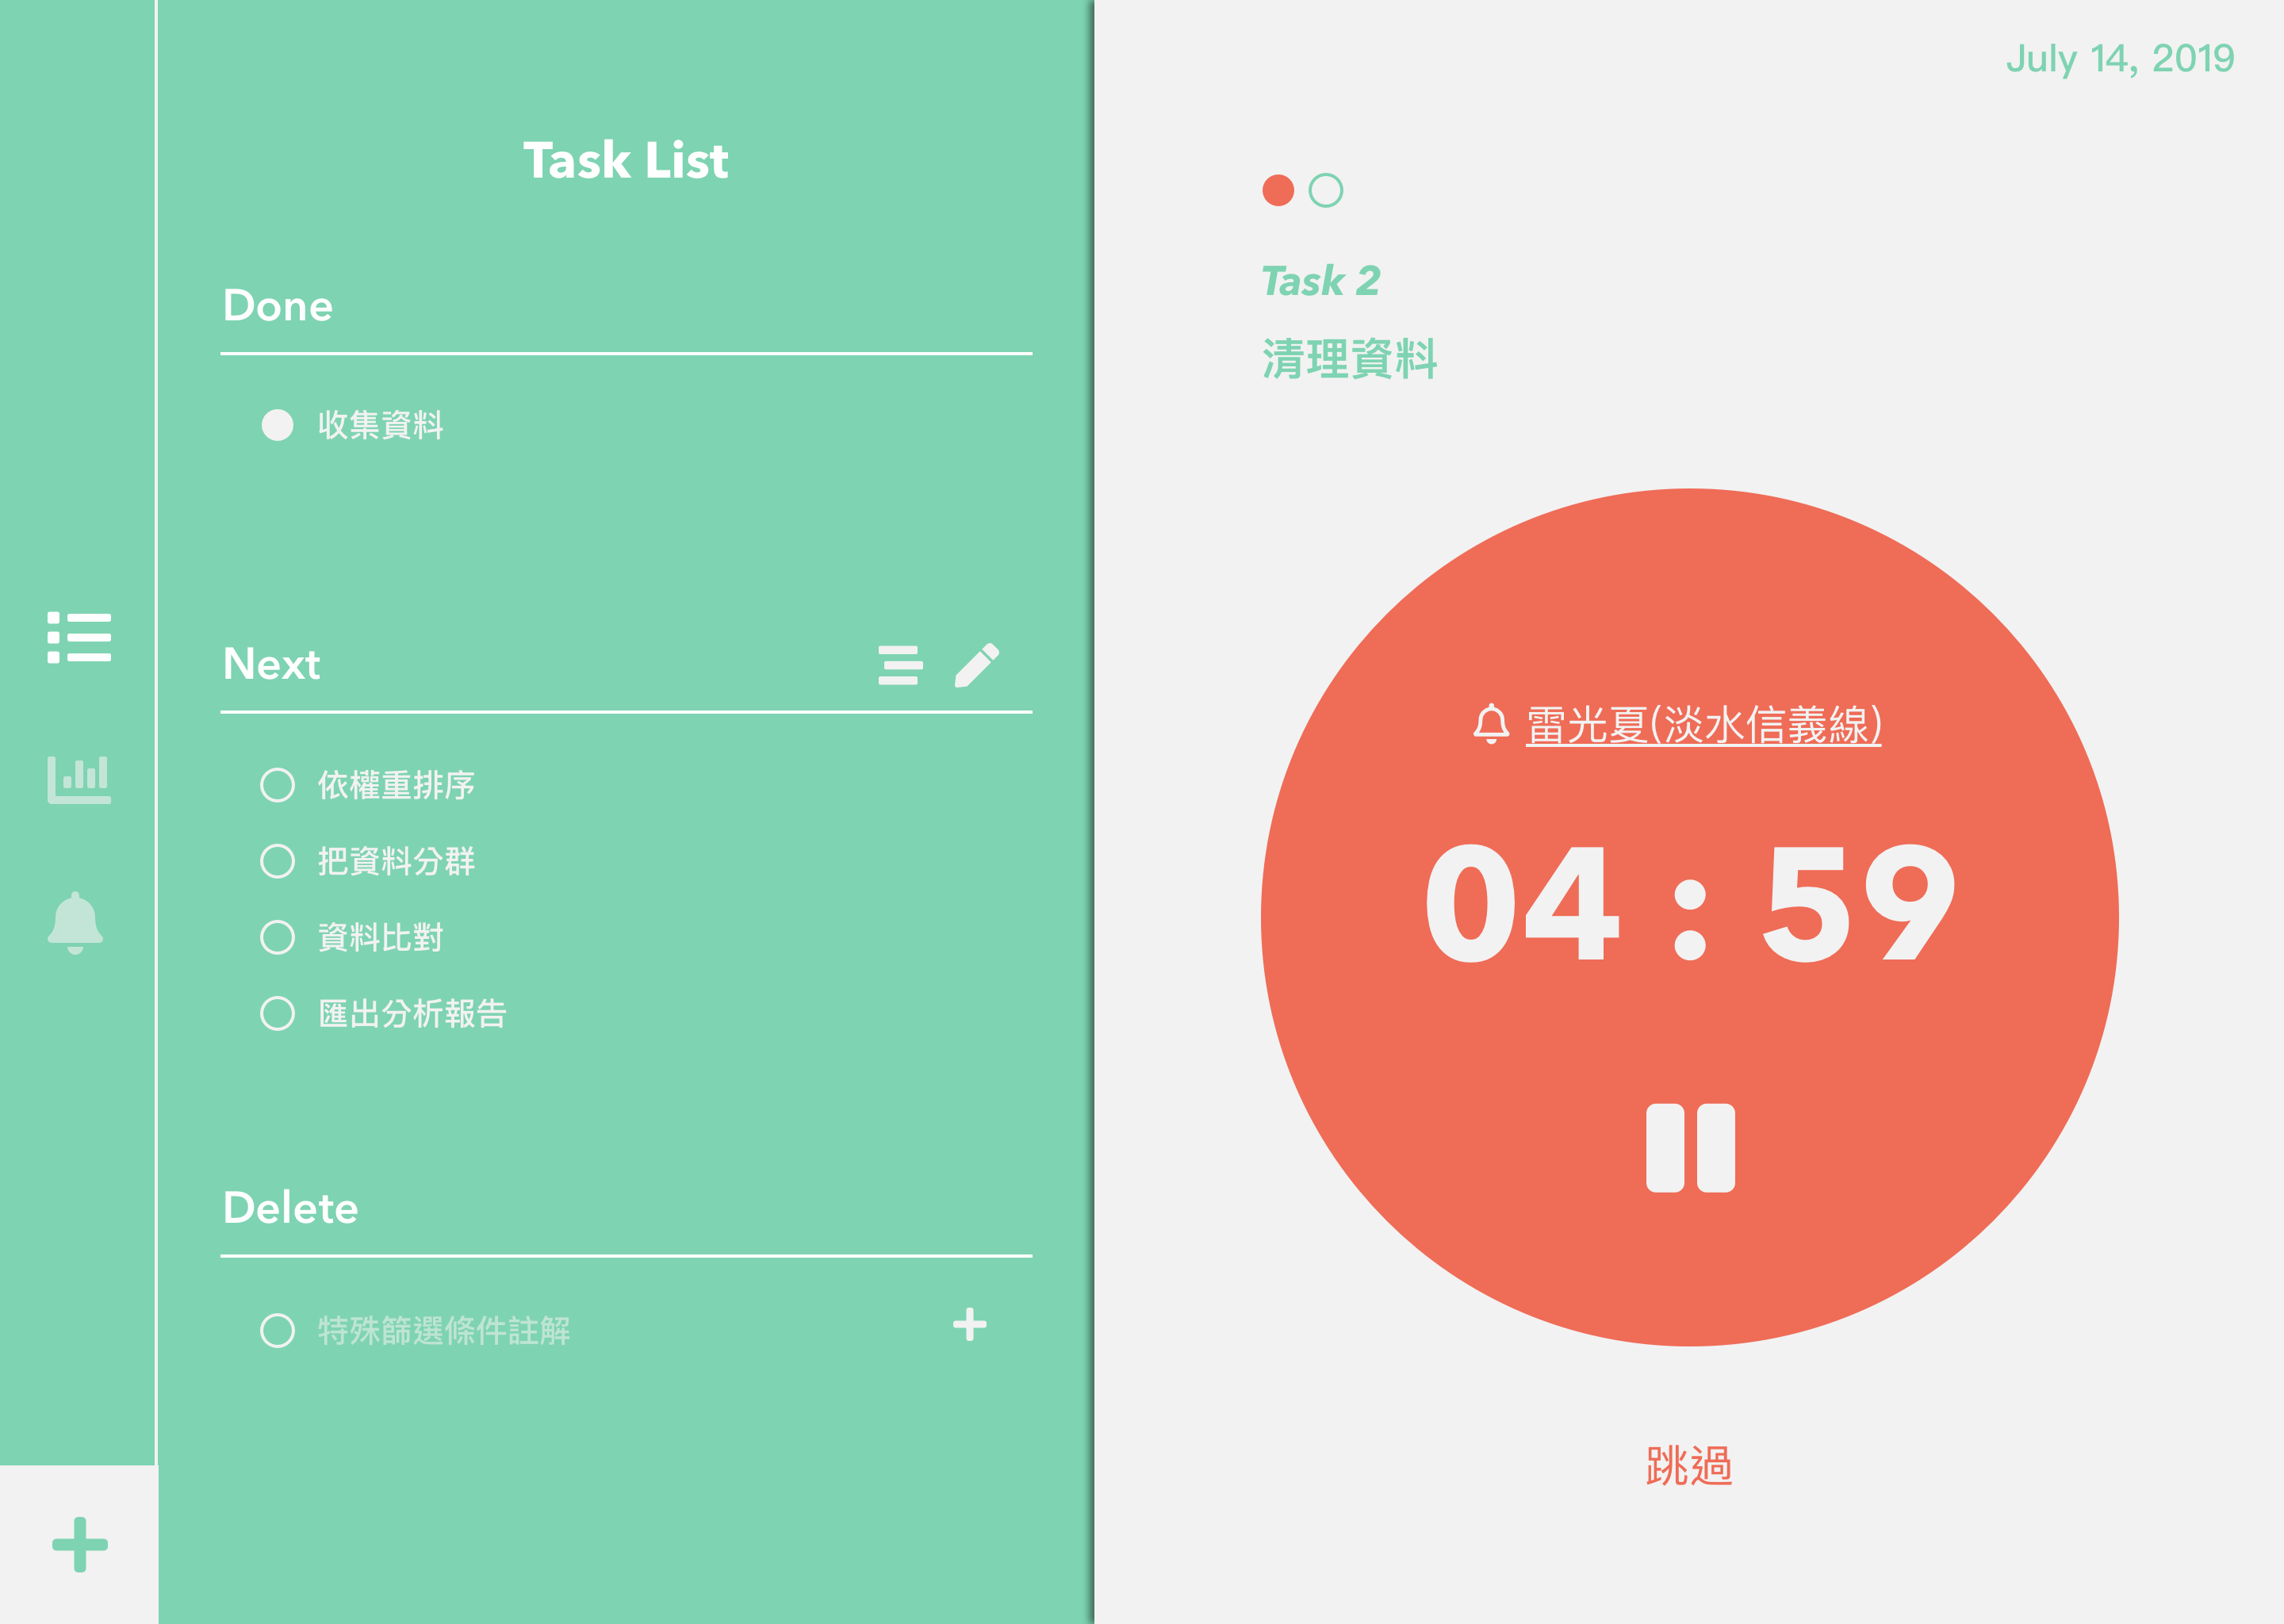 Task List
Done
收集資料
Next
依權重排序
把資料分群
資料比對
匯出分析報告
Delete
特殊篩選條件註解
July 14, 2019
Task 2
清理資料
電光夏(淡水信義線)
04 : 59
跳過